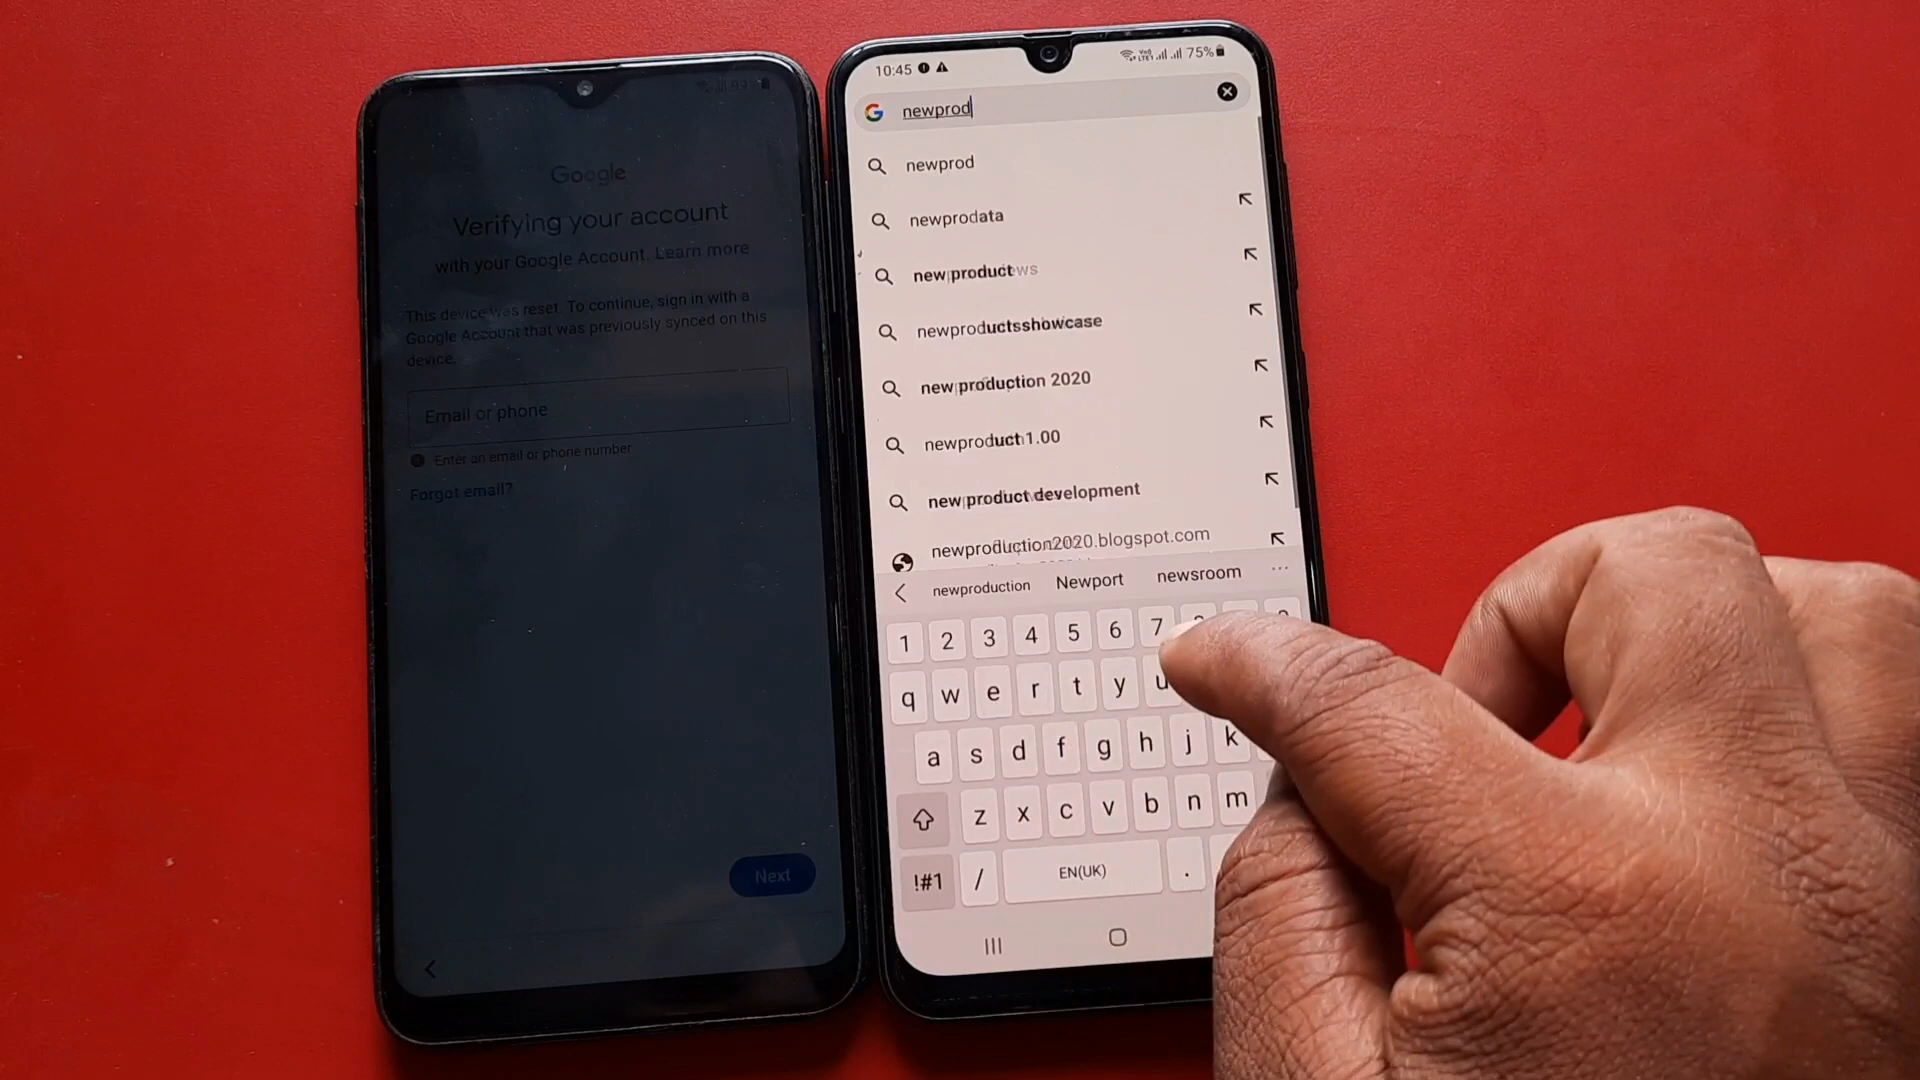 99
Google
Verifying your account
with your Google Account. Learn more
This device was reset. To continue, sign in with a
Google Account that was previously synced on this
device.
Email or phone
Enter an email or phone number
Forgot email?
Next
10:45
75%
newprod
newprod
newprodata
new product
newproductsshowcase
new production 2020
newproduct 1.00
new product development
newproduction2020.blogspot.com
newproduction Newport newsroom
1 2 3 4 5 6 7
q w e r t y u
a s d f g h j k
z x c v b n m
!#1 / EN(UK) .